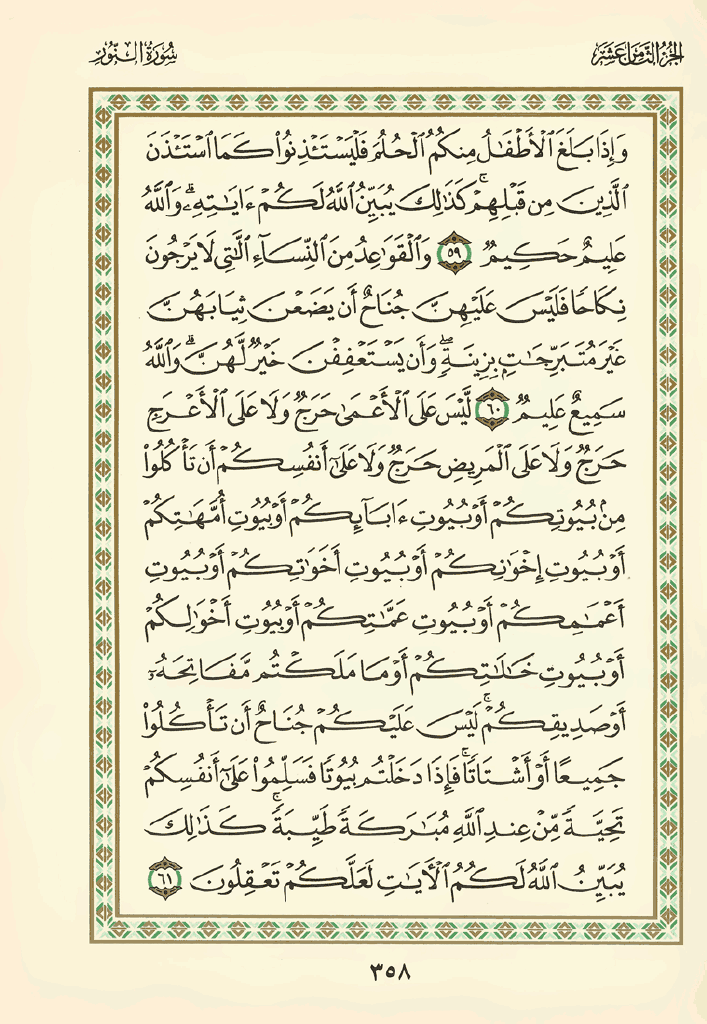 الجزء الثامن عشر
سورة النور
وَإِذَا بَلَغَ ٱلْأَطْفَٰلُ مِنكُمُ ٱلْحُلُمَ فَلْيَسْتَـْٔذِنُوا۟ كَمَا ٱسْتَـْٔذَنَ
ٱلَّذِينَ مِن قَبْلِهِمْ ۚ كَذَٰلِكَ يُبَيِّنُ ٱللَّهُ لَكُمْ ءَايَٰتِهِۦ ۗ وَٱللَّهُ
عَلِيمٌ حَكِيمٌ ٥٩ وَٱلْقَوَٰعِدُ مِنَ ٱلنِّسَآءِ ٱلَّٰتِى لَا يَرْجُونَ
نِكَاحًا فَلَيْسَ عَلَيْهِنَّ جُنَاحٌ أَن يَضَعْنَ ثِيَابَهُنَّ
غَيْرَ مُتَبَرِّجَٰتٍۭ بِزِينَةٍ ۖ وَأَن يَسْتَعْفِفْنَ خَيْرٌ لَّهُنَّ ۗ وَٱللَّهُ
سَمِيعٌ عَلِيمٌ ٦٠ لَّيْسَ عَلَى ٱلْأَعْمَىٰ حَرَجٌ وَلَا عَلَى ٱلْأَعْرَجِ
حَرَجٌ وَلَا عَلَى ٱلْمَرِيضِ حَرَجٌ وَلَا عَلَىٰٓ أَنفُسِكُمْ أَن تَأْكُلُوا۟
مِنۢ بُيُوتِكُمْ أَوْ بُيُوتِ ءَابَآئِكُمْ أَوْ بُيُوتِ أُمَّهَٰتِكُمْ
أَوْ بُيُوتِ إِخْوَٰنِكُمْ أَوْ بُيُوتِ أَخَوَٰتِكُمْ أَوْ بُيُوتِ
أَعْمَٰمِكُمْ أَوْ بُيُوتِ عَمَّٰتِكُمْ أَوْ بُيُوتِ أَخْوَٰلِكُمْ
أَوْ بُيُوتِ خَٰلَٰتِكُمْ أَوْ مَا مَلَكْتُم مَّفَاتِحَهُۥٓ
أَوْ صَدِيقِكُمْ ۚ لَيْسَ عَلَيْكُمْ جُنَاحٌ أَن تَأْكُلُوا۟
جَمِيعًا أَوْ أَشْتَاتًا ۚ فَإِذَا دَخَلْتُم بُيُوتًا فَسَلِّمُوا۟ عَلَىٰٓ أَنفُسِكُمْ
تَحِيَّةً مِّنْ عِندِ ٱللَّهِ مُبَٰرَكَةً طَيِّبَةً ۚ كَذَٰلِكَ
يُبَيِّنُ ٱللَّهُ لَكُمُ ٱلْءَايَٰتِ لَعَلَّكُمْ تَعْقِلُونَ ٦١
٣٥٨